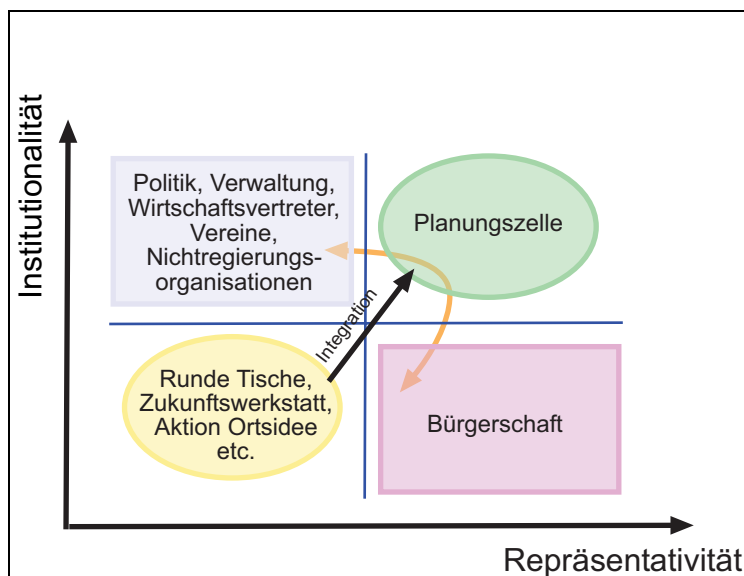 Institutionalität
Politik, Verwaltung,
Wirtschaftsvertreter,
Vereine,
Nichtregierungs-
organisationen
Planungszelle
Integration
Runde Tische,
Zukunftswerkstatt,
Aktion Ortsidee
etc.
Bürgerschaft
Repräsentativität